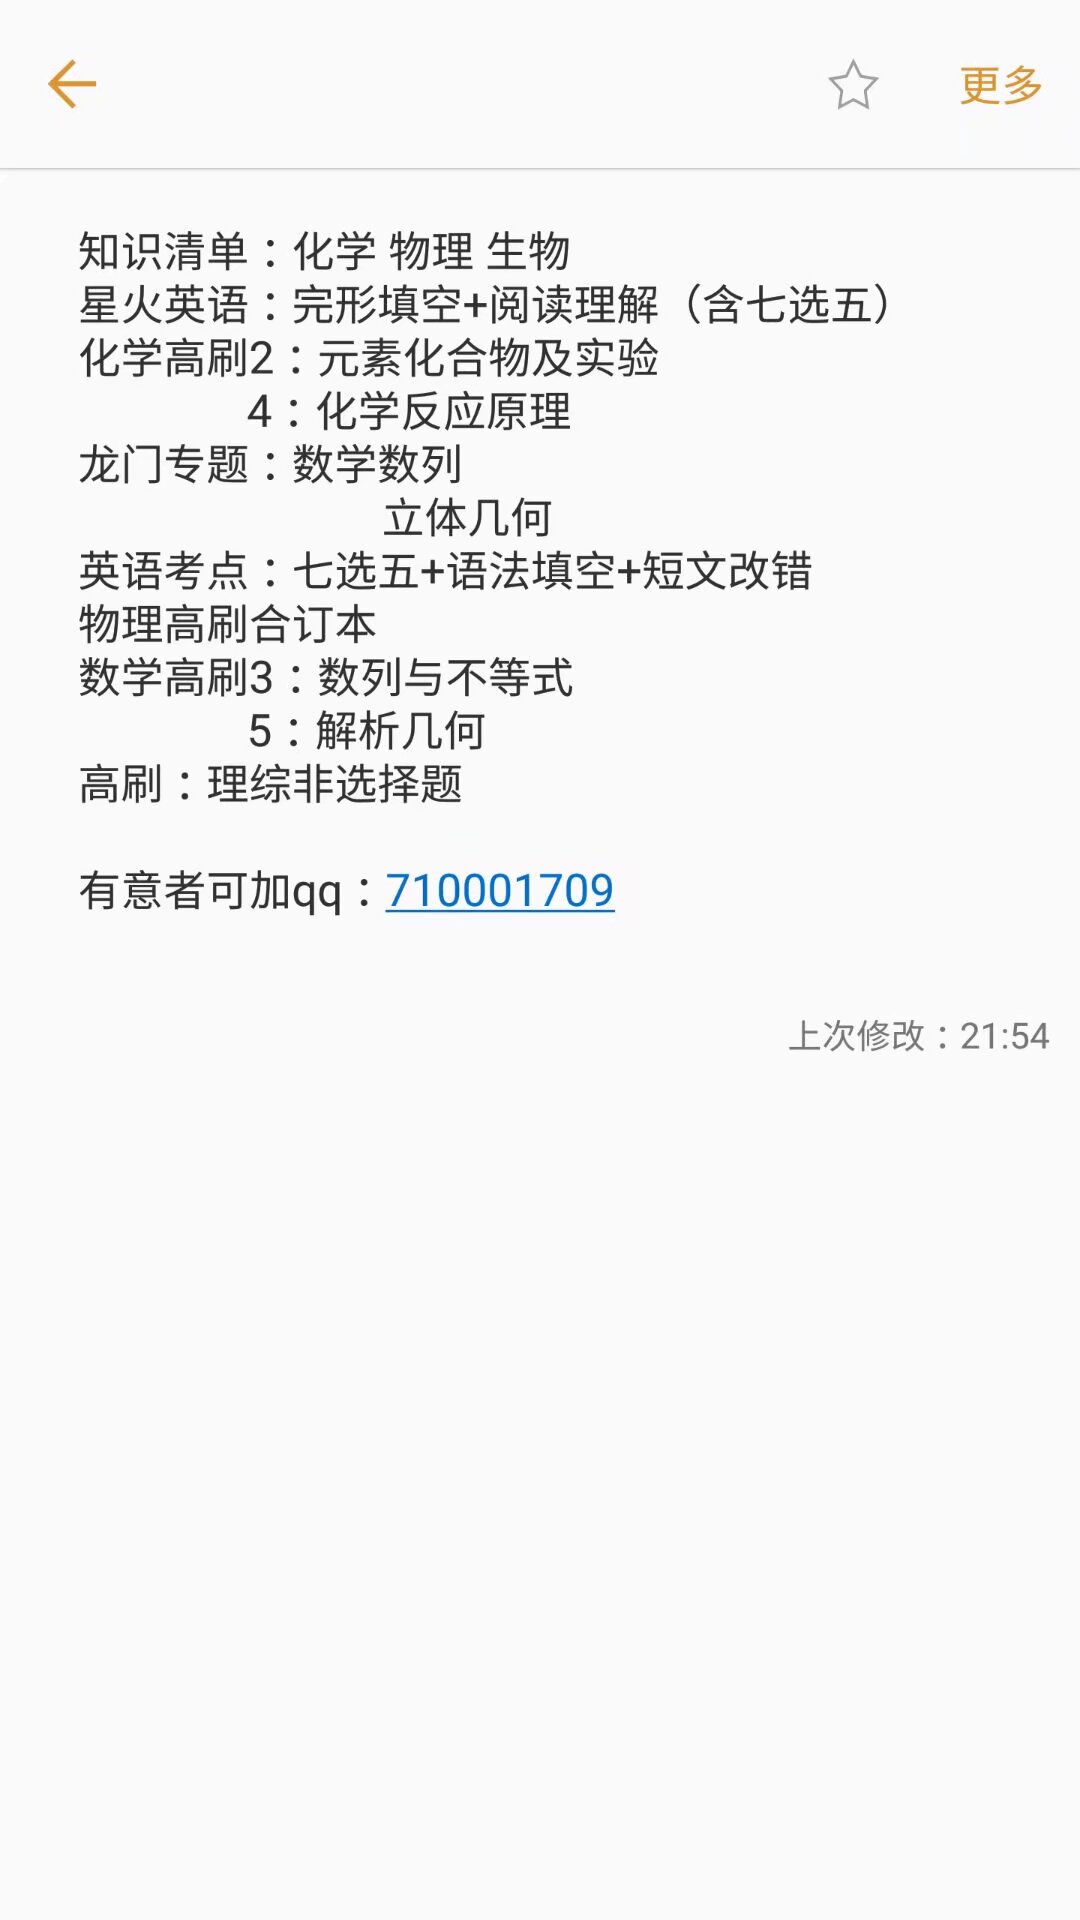 更多
知识清单：化学 物理 生物
星火英语：完形填空+阅读理解（含七选五）
化学高刷2：元素化合物及实验
4：化学反应原理
龙门专题：数学数列
立体几何
英语考点：七选五+语法填空+短文改错
物理高刷合订本
数学高刷3：数列与不等式
5：解析几何
高刷：理综非选择题
有意者可加qq：710001709
上次修改：21:54